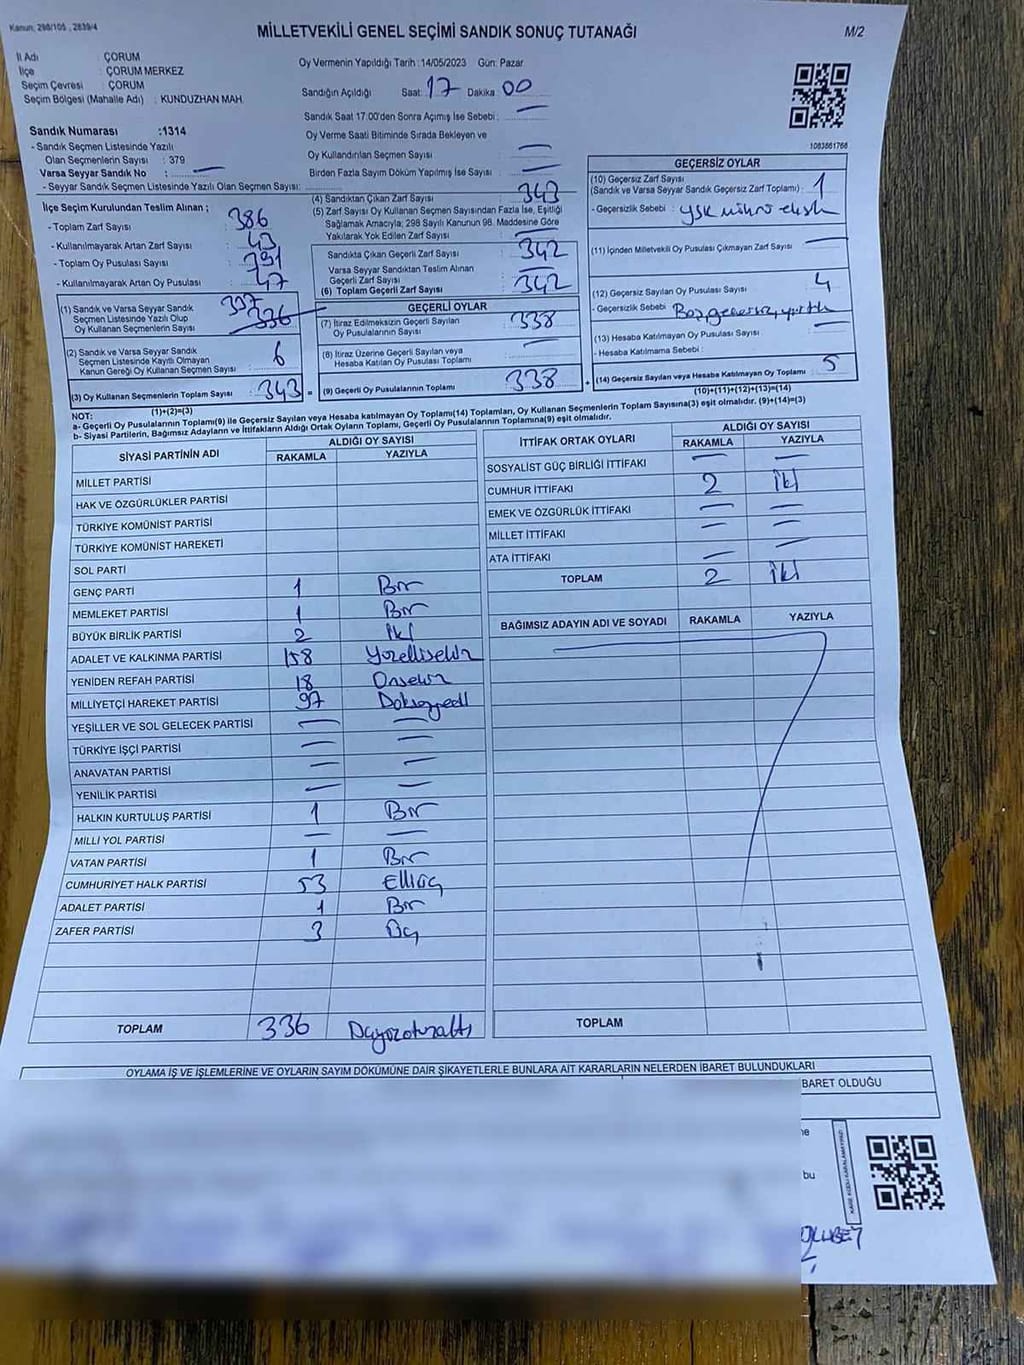 Kanun: 298/105 , 2839/4
MİLLETVEKİLİ GENEL SEÇİMİ SANDIK SONUÇ TUTANAĞI
M/2
İl Adı : ÇORUM
İlçe : ÇORUM MERKEZ
Seçim Çevresi : ÇORUM
Seçim Bölgesi (Mahalle Adı) : KUNDUZHAN MAH.
Oy Vermenin Yapıldığı Tarih : 14/05/2023 Gün: Pazar
Sandığın Açıldığı Saat: 17 Dakika: 00
Sandık Saat 17.00'den Sonra Açımış İse Sebebi : —
Oy Verme Saati Bitiminde Sırada Bekleyen ve
Oy Kullandırılan Seçmen Sayısı : —
Birden Fazla Sayım Döküm Yapılmış İse Sayısı : —
1083661766
Sandık Numarası :1314
- Sandık Seçmen Listesinde Yazılı
Olan Seçmenlerin Sayısı : 379
Varsa Seyyar Sandık No : —
- Seyyar Sandık Seçmen Listesinde Yazılı Olan Seçmen Sayısı:
İlçe Seçim Kurulundan Teslim Alınan ;
- Toplam Zarf Sayısı : 386
- Kullanılmayarak Artan Zarf Sayısı : 43
- Toplam Oy Pusulası Sayısı : 391
- Kullanılmayarak Artan Oy Pusulası : 47
(1) Sandık ve Varsa Seyyar Sandık
Seçmen Listesinde Yazılı Olup
Oy Kullanan Seçmenlerin Sayısı : 337 336
(2) Sandık ve Varsa Seyyar Sandık
Seçmen Listesinde Kayıtlı Olmayan
Kanun Gereği Oy Kullanan Seçmen Sayısı : 6
(3) Oy Kullanan Seçmenlerin Toplam Sayısı : 343
(1)+(2)=(3)
(4) Sandıktan Çıkan Zarf Sayısı : 343
(5) Zarf Sayısı Oy Kullanan Seçmen Sayısından Fazla İse, Eşitliği
Sağlamak Amacıyla; 298 Sayılı Kanunun 98. Maddesine Göre
Yakılarak Yok Edilen Zarf Sayısı : —
Sandıkta Çıkan Geçerli Zarf Sayısı : 342
Varsa Seyyar Sandıktan Teslim Alınan
Geçerli Zarf Sayısı : —
(6) Toplam Geçerli Zarf Sayısı : 342
GEÇERLİ OYLAR
(7) İtiraz Edilmeksizin Geçerli Sayılan
Oy Pusulalarının Sayısı : 338
(8) İtiraz Üzerine Geçerli Sayılan veya
Hesaba Katılan Oy Pusulası Toplamı : —
= (9) Geçerli Oy Pusulalarının Toplamı 338 +
GEÇERSİZ OYLAR
(10) Geçersiz Zarf Sayısı
(Sandık ve Varsa Seyyar Sandık Geçersiz Zarf Toplamı) : 1
- Geçersizlik Sebebi : YSK mührü eksik
(11) İçinden Milletvekili Oy Pusulası Çıkmayan Zarf Sayısı —
(12) Geçersiz Sayılan Oy Pusulası Sayısı : 4
- Geçersizlik Sebebi :
(13) Hesaba Katılmayan Oy Pusulası Sayısı : —
- Hesaba Katılmama Sebebi :
(14) Geçersiz Sayılan veya Hesaba Katılmayan Oy Toplamı : 5
(10)+(11)+(12)+(13)=(14)
NOT:
a- Geçerli Oy Pusulalarının Toplamı(9) ile Geçersiz Sayılan veya Hesaba katılmayan Oy Toplamı(14) Toplamları, Oy Kullanan Seçmenlerin Toplam Sayısına(3) eşit olmalıdır. (9)+(14)=(3)
b- Siyasi Partilerin, Bağımsız Adayların ve İttifakların Aldığı Ortak Oyların Toplamı, Geçerli Oy Pusulalarının Toplamına(9) eşit olmalıdır.
SİYASİ PARTİNİN ADI ALDIĞI OY SAYISI
RAKAMLA YAZIYLA
MİLLET PARTİSİ
HAK VE ÖZGÜRLÜKLER PARTİSİ
TÜRKİYE KOMÜNİST PARTİSİ
TÜRKİYE KOMÜNİST HAREKETİ
SOL PARTİ
GENÇ PARTİ 1 Bir
MEMLEKET PARTİSİ 1 Bir
BÜYÜK BİRLİK PARTİSİ 2 iki
ADALET VE KALKINMA PARTİSİ 158 Yüzellisekiz
YENİDEN REFAH PARTİSİ 18 Onsekiz
MİLLİYETÇİ HAREKET PARTİSİ 97 Doksanyedi
YEŞİLLER VE SOL GELECEK PARTİSİ — —
TÜRKİYE İŞÇİ PARTİSİ — —
ANAVATAN PARTİSİ — —
YENİLİK PARTİSİ — —
HALKIN KURTULUŞ PARTİSİ 1 Bir
MİLLİ YOL PARTİSİ — —
VATAN PARTİSİ 1 Bir
CUMHURİYET HALK PARTİSİ 53 Elliüç
ADALET PARTİSİ 1 Bir
ZAFER PARTİSİ 3 Üç
TOPLAM 336 Üçyüzotuzaltı
İTTİFAK ORTAK OYLARI ALDIĞI OY SAYISI
RAKAMLA YAZIYLA
SOSYALİST GÜÇ BİRLİĞİ İTTİFAKI — —
CUMHUR İTTİFAKI 2 İki
EMEK VE ÖZGÜRLÜK İTTİFAKI — —
MİLLET İTTİFAKI — —
ATA İTTİFAKI — —
TOPLAM 2 İki
BAĞIMSIZ ADAYIN ADI VE SOYADI RAKAMLA YAZIYLA
TOPLAM
OYLAMA İŞ VE İŞLEMLERİNE VE OYLARIN SAYIM DÖKÜMÜNE DAİR ŞİKAYETLERLE BUNLARA AİT KARARLARIN NELERDEN İBARET BULUNDUKLARI
BARET OLDUĞU
ne
bu
KARE KODU KARALAMAYINIZ!